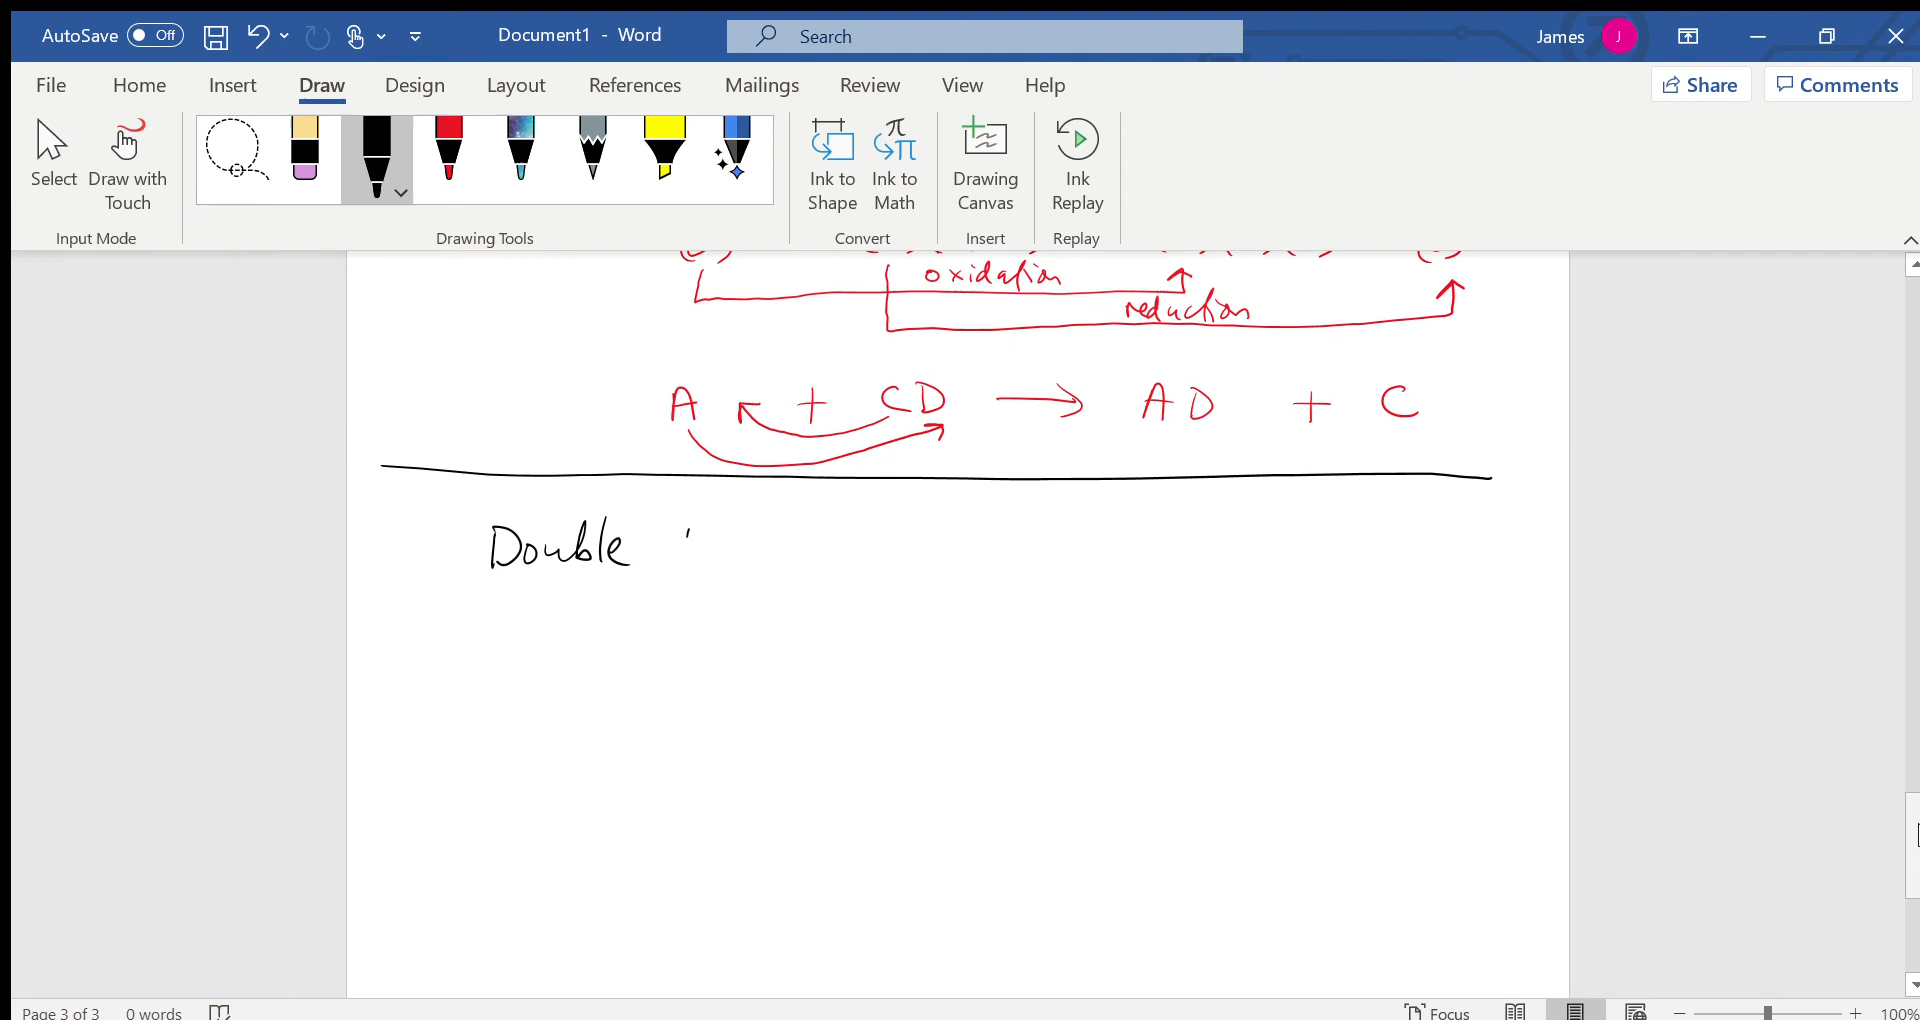 AutoSave Off Document1 - Word Search James J
File Home Insert Draw Design Layout References Mailings Review View Help Share Comments
Select Draw with Touch Ink to Shape Ink to Math Drawing Canvas Ink Replay
Input Mode Drawing Tools Convert Insert Replay
oxidation
reduction
A + CD → AD + C
Double
Page 3 of 3 0 words Focus 100%